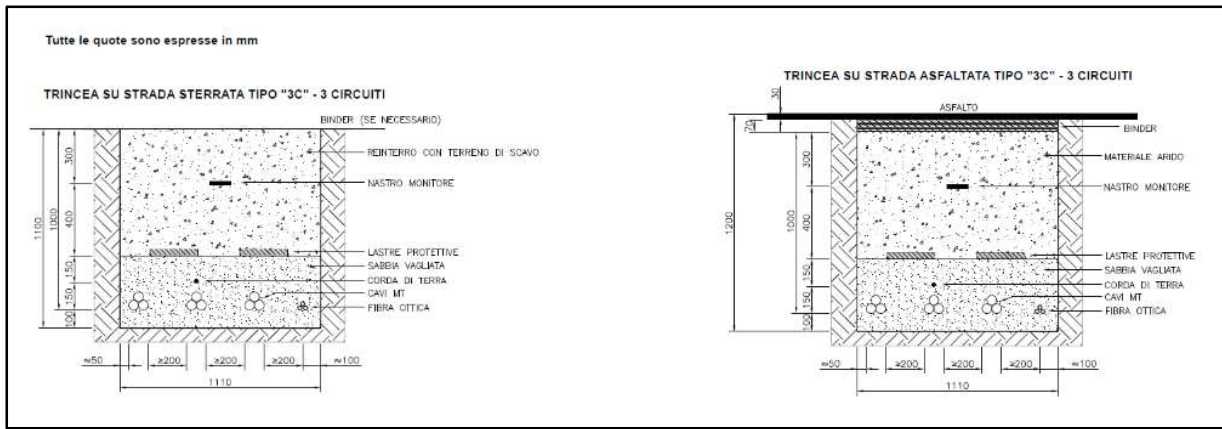 Tutte le quote sono espresse in mm
TRINCEA SU STRADA STERRATA TIPO "3C" - 3 CIRCUITI
BINDER (SE NECESSARIO)
REINTERRO CON TERRENO DI SCAVO
NASTRO MONITORE
LASTRE PROTETTIVE
SABBIA VAGLIATA
CORDA DI TERRA
CAVI MT
FIBRA OTTICA
1100
1000
300
400
150
150
100
≈50
≥200
≥200
≥200
≈100
1110
TRINCEA SU STRADA ASFALTATA TIPO "3C" - 3 CIRCUITI
30
ASFALTO
70
BINDER
MATERIALE ARIDO
NASTRO MONITORE
LASTRE PROTETTIVE
SABBIA VAGLIATA
CORDA DI TERRA
CAVI MT
FIBRA OTTICA
1200
1000
300
400
150
150
100
≈50
≥200
≥200
≥200
≈100
1110